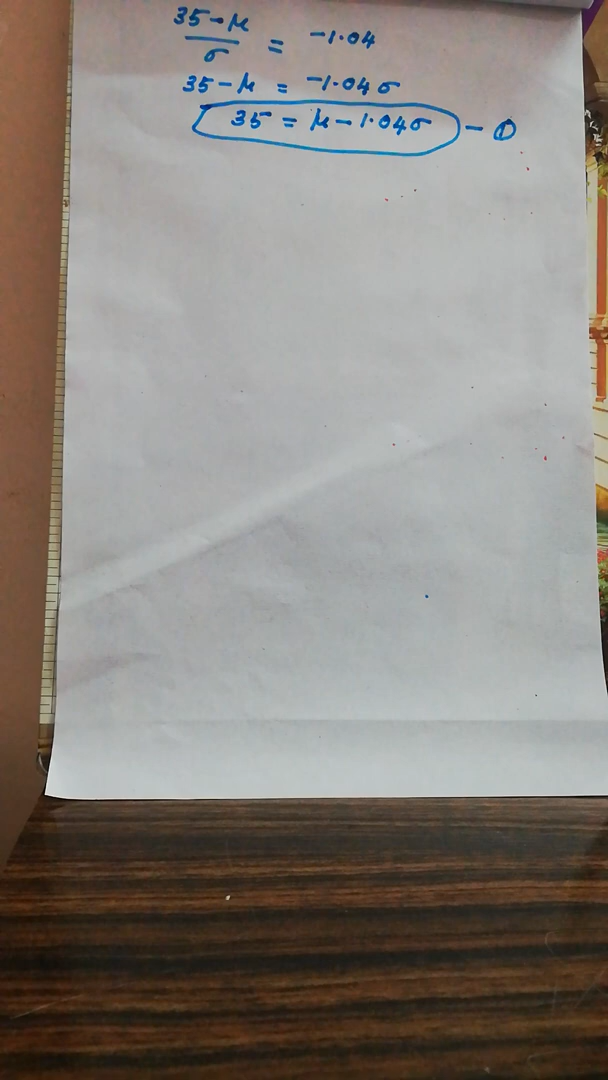 35-μ/σ = -1.04
35-μ = -1.04σ
35 = μ-1.04σ - ①